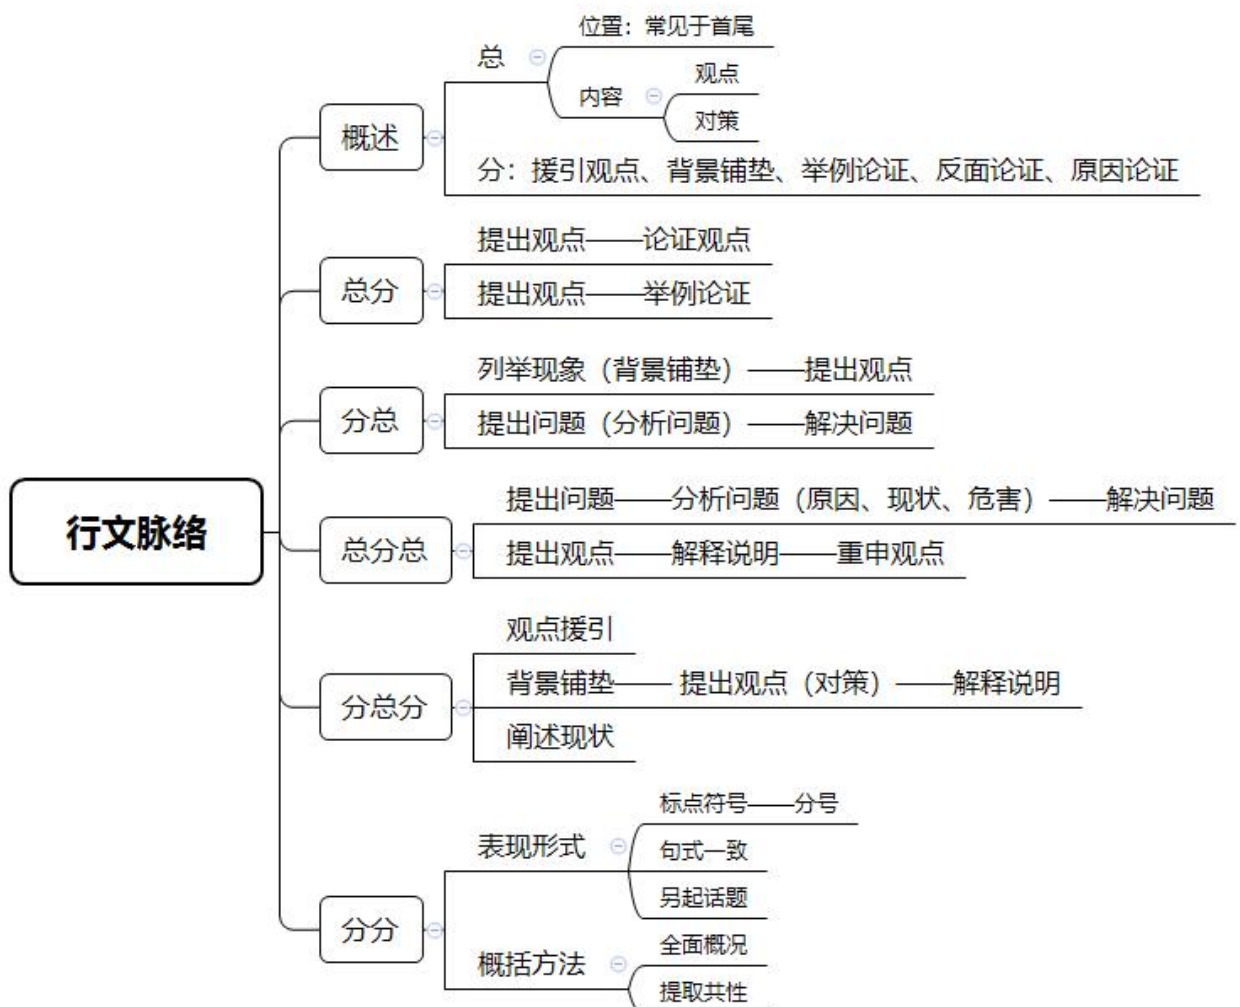 位置：常见于首尾
总
观点
内容
对策
概述
分：援引观点、背景铺垫、举例论证、反面论证、原因论证
提出观点——论证观点
总分
提出观点——举例论证
列举现象（背景铺垫）——提出观点
分总
提出问题（分析问题）——解决问题
行文脉络
提出问题——分析问题（原因、现状、危害）——解决问题
总分总
提出观点——解释说明——重申观点
观点援引
背景铺垫—— 提出观点（对策）——解释说明
分总分
阐述现状
标点符号——分号
表现形式
句式一致
另起话题
分分
全面概况
概括方法
提取共性